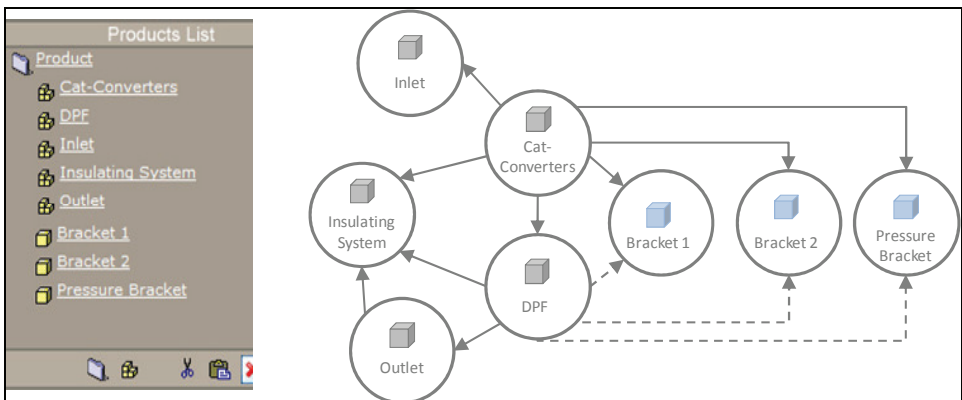 Products List
Product
Cat-Converters
DPF
Inlet
Insulating System
Outlet
Bracket 1
Bracket 2
Pressure Bracket
Inlet
Cat-
Converters
Insulating
System
Bracket 1
Bracket 2
Pressure
Bracket
DPF
Outlet